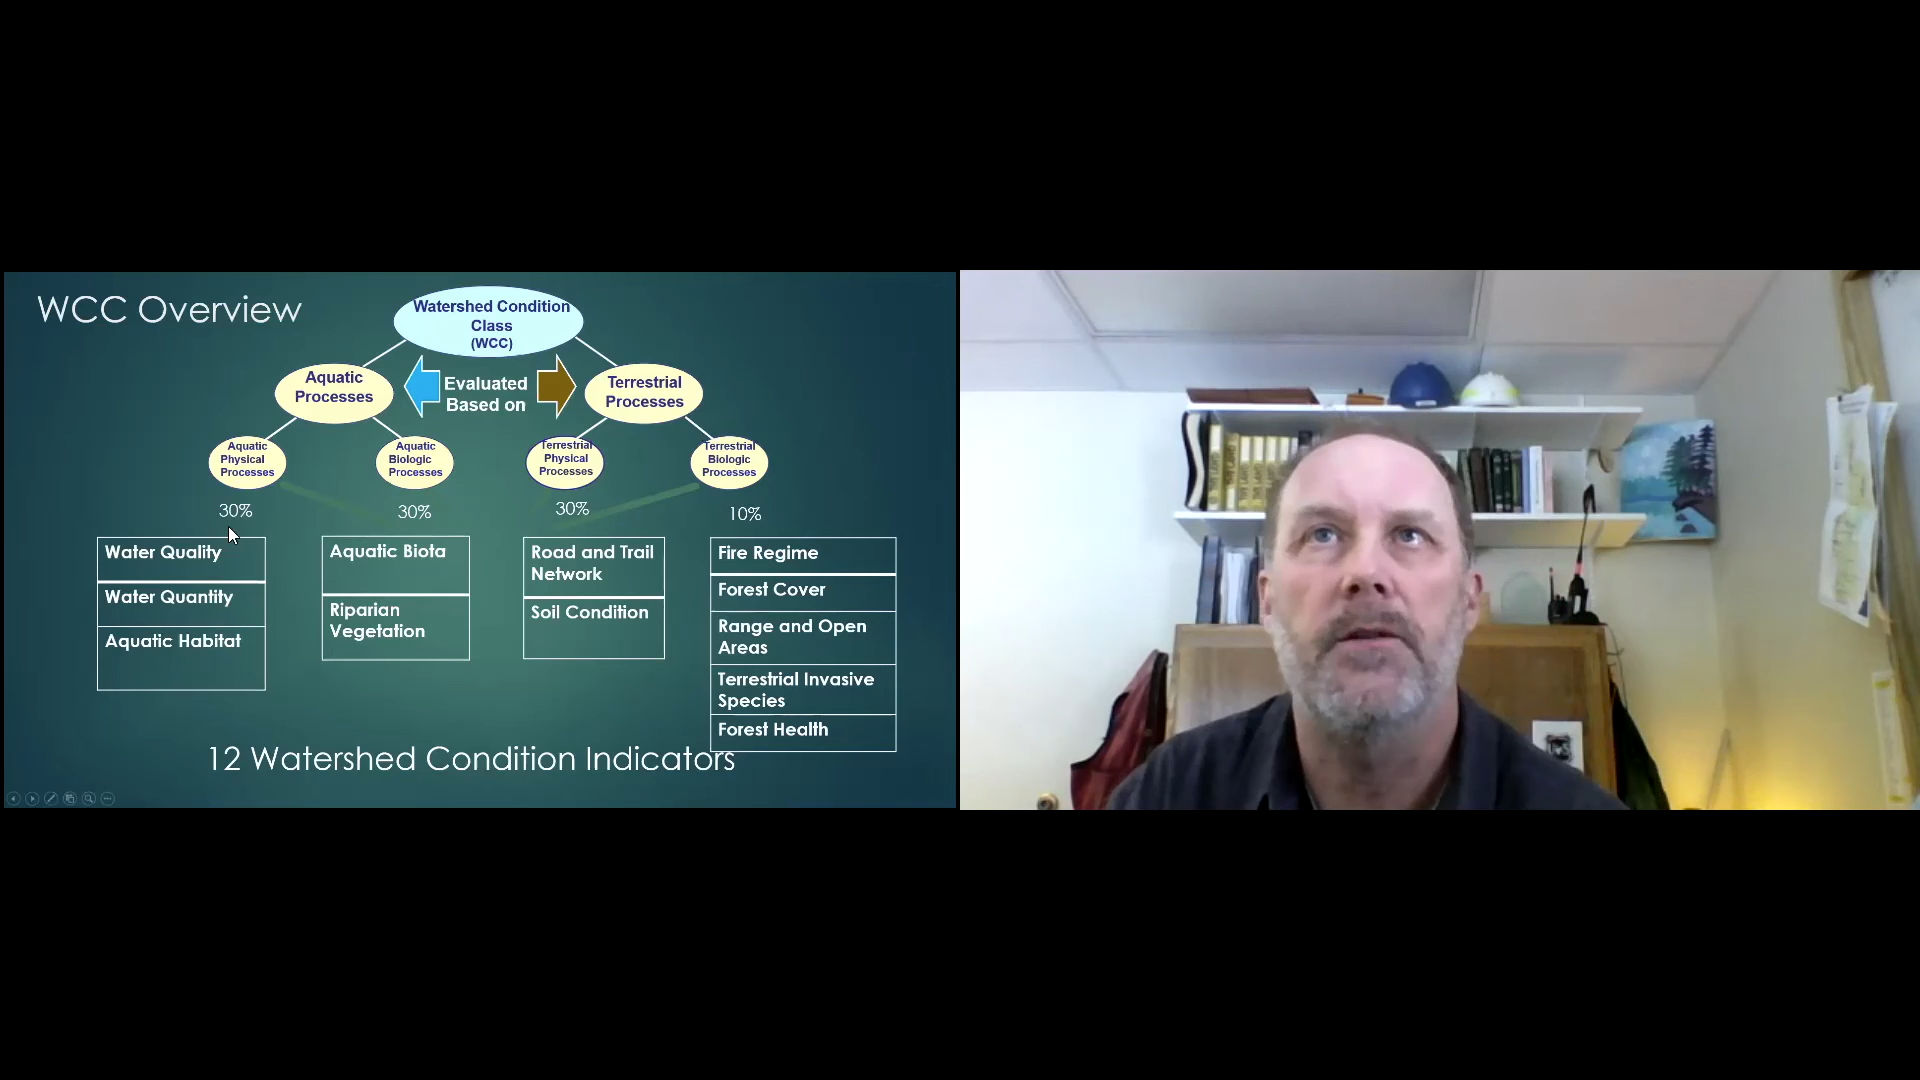 WCC Overview
Watershed Condition
Class
(WCC)
Aquatic
Processes
Evaluated
Based on
Terrestrial
Processes
Aquatic
Physical
Processes
Aquatic
Biologic
Processes
Terrestrial
Physical
Processes
Terrestrial
Biologic
Processes
30%
30%
30%
10%
Water Quality
Water Quantity
Aquatic Habitat
Aquatic Biota
Riparian
Vegetation
Road and Trail
Network
Soil Condition
Fire Regime
Forest Cover
Range and Open
Areas
Terrestrial Invasive
Species
Forest Health
12 Watershed Condition Indicators